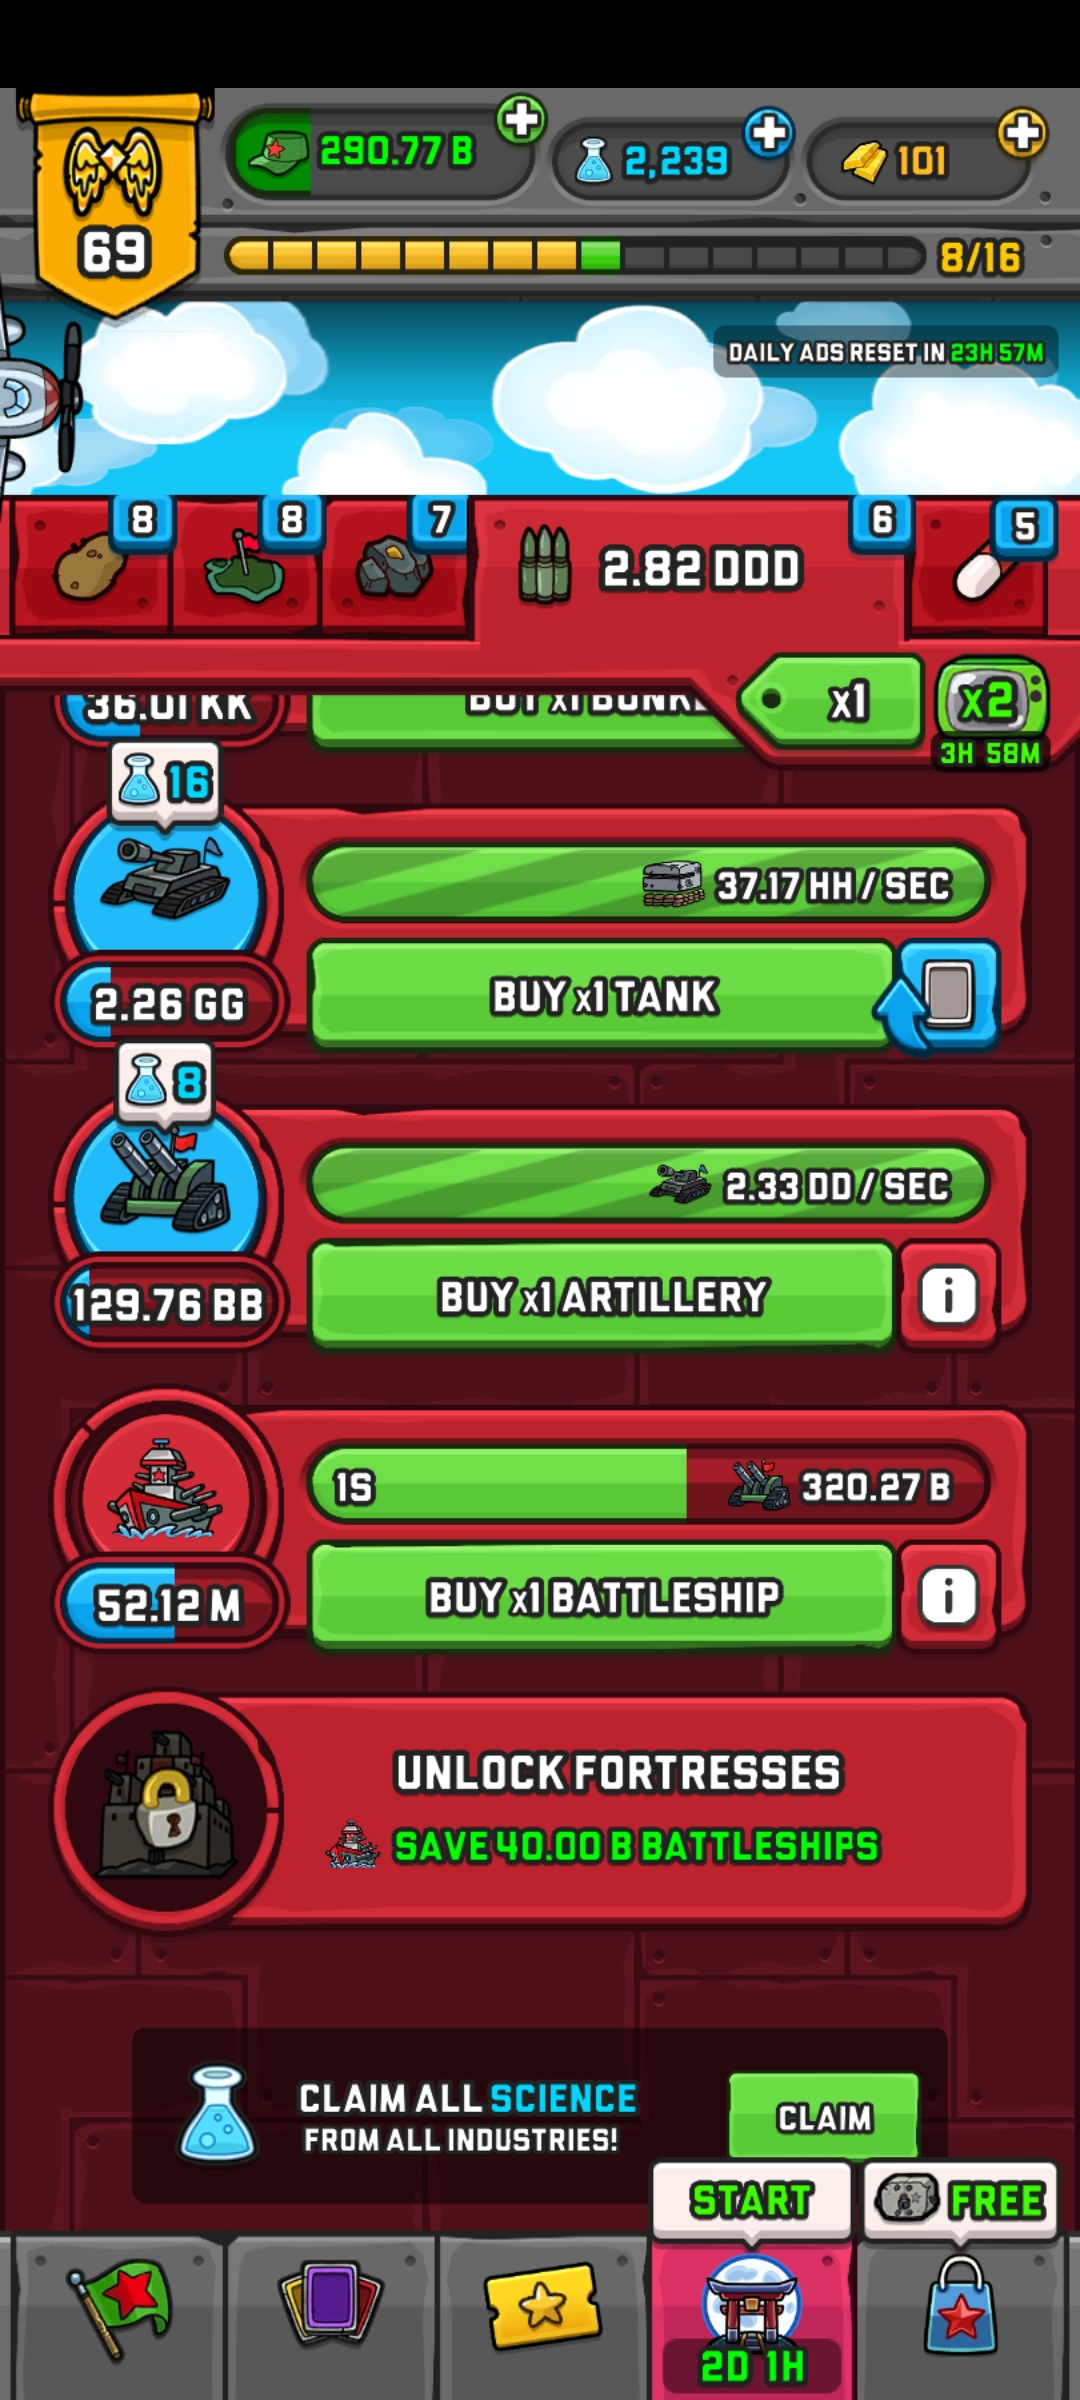 69
290.77 B
2,239
101
8/16
DAILY ADS RESET IN 23H 57M
8
8
7
2.82 DDD
6
5
36.01 KK
BUY x1 BUNKE
x1
x2
3H 58M
16
37.17 HH / SEC
2.26 GG
BUY x1 TANK
8
2.33 DD / SEC
129.76 BB
BUY x1 ARTILLERY
i
1S
320.27 B
52.12 M
BUY x1 BATTLESHIP
i
UNLOCK FORTRESSES
SAVE 40.00 B BATTLESHIPS
CLAIM ALL SCIENCE
FROM ALL INDUSTRIES!
CLAIM
START
FREE
2D 1H